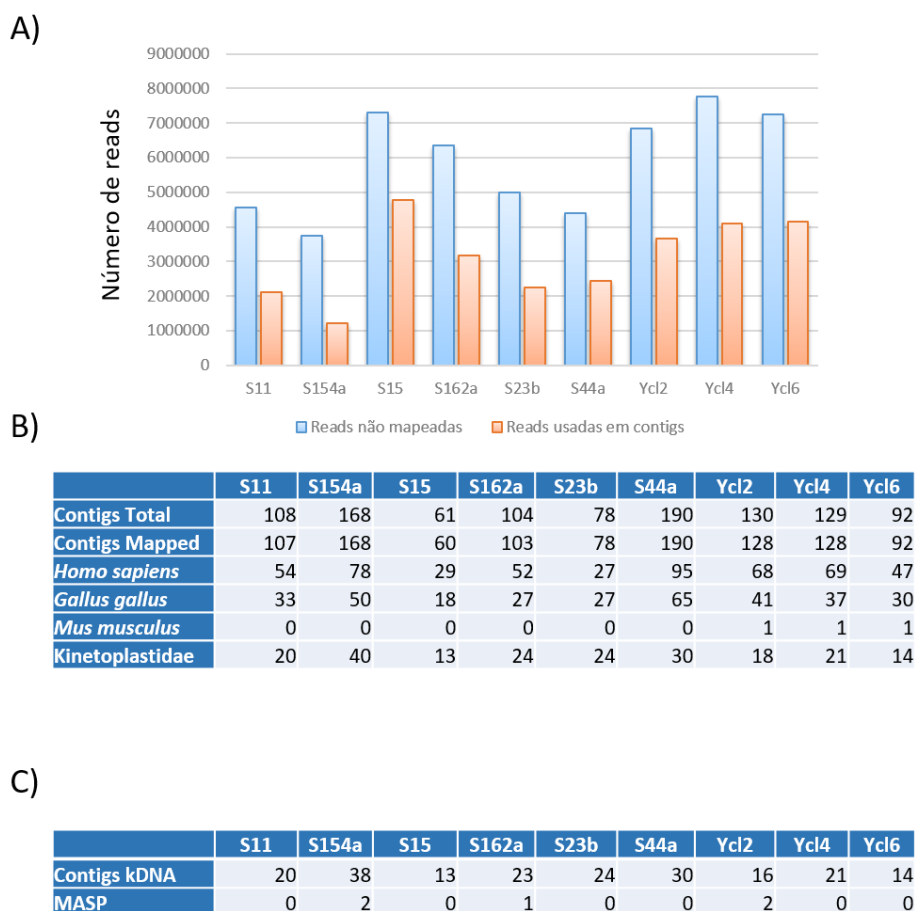 A)
Número de reads
9000000
8000000
7000000
6000000
5000000
4000000
3000000
2000000
1000000
0
S11 S154a S15 S162a S23b S44a Ycl2 Ycl4 Ycl6
Reads não mapeadas Reads usadas em contigs
B)
S11 S154a S15 S162a S23b S44a Ycl2 Ycl4 Ycl6
Contigs Total 108 168 61 104 78 190 130 129 92
Contigs Mapped 107 168 60 103 78 190 128 128 92
Homo sapiens 54 78 29 52 27 95 68 69 47
Gallus gallus 33 50 18 27 27 65 41 37 30
Mus musculus 0 0 0 0 0 0 1 1 1
Kinetoplastidae 20 40 13 24 24 30 18 21 14
C)
S11 S154a S15 S162a S23b S44a Ycl2 Ycl4 Ycl6
Contigs kDNA 20 38 13 23 24 30 16 21 14
MASP 0 2 0 1 0 0 2 0 0